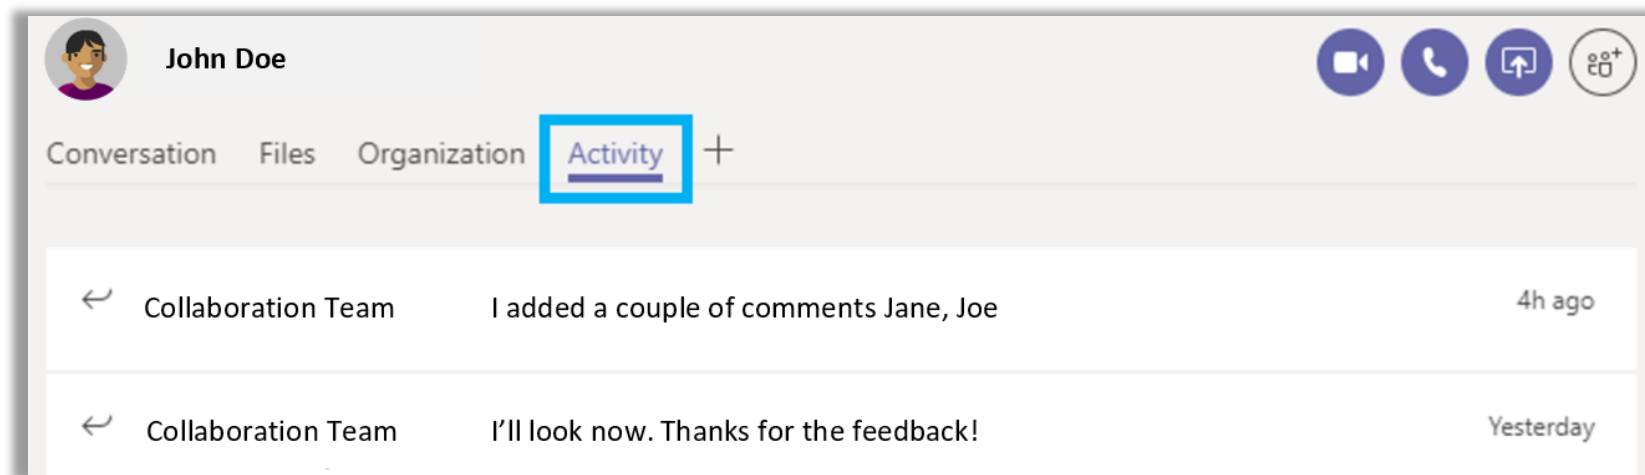 John Doe
Conversation Files Organization Activity +
Collaboration Team I added a couple of comments Jane, Joe 4h ago
Collaboration Team I’ll look now. Thanks for the feedback! Yesterday